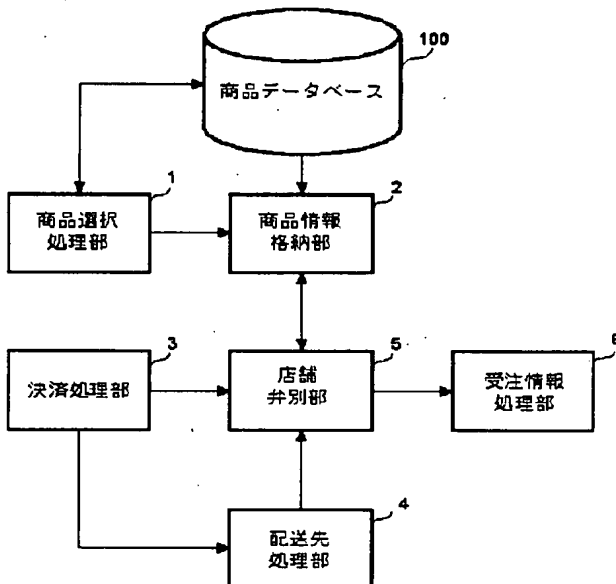 100
商品データベース
1
商品選択
処理部
2
商品情報
格納部
3
決済処理部
5
店舗
弁別部
6
受注情報
処理部
4
配送先
処理部